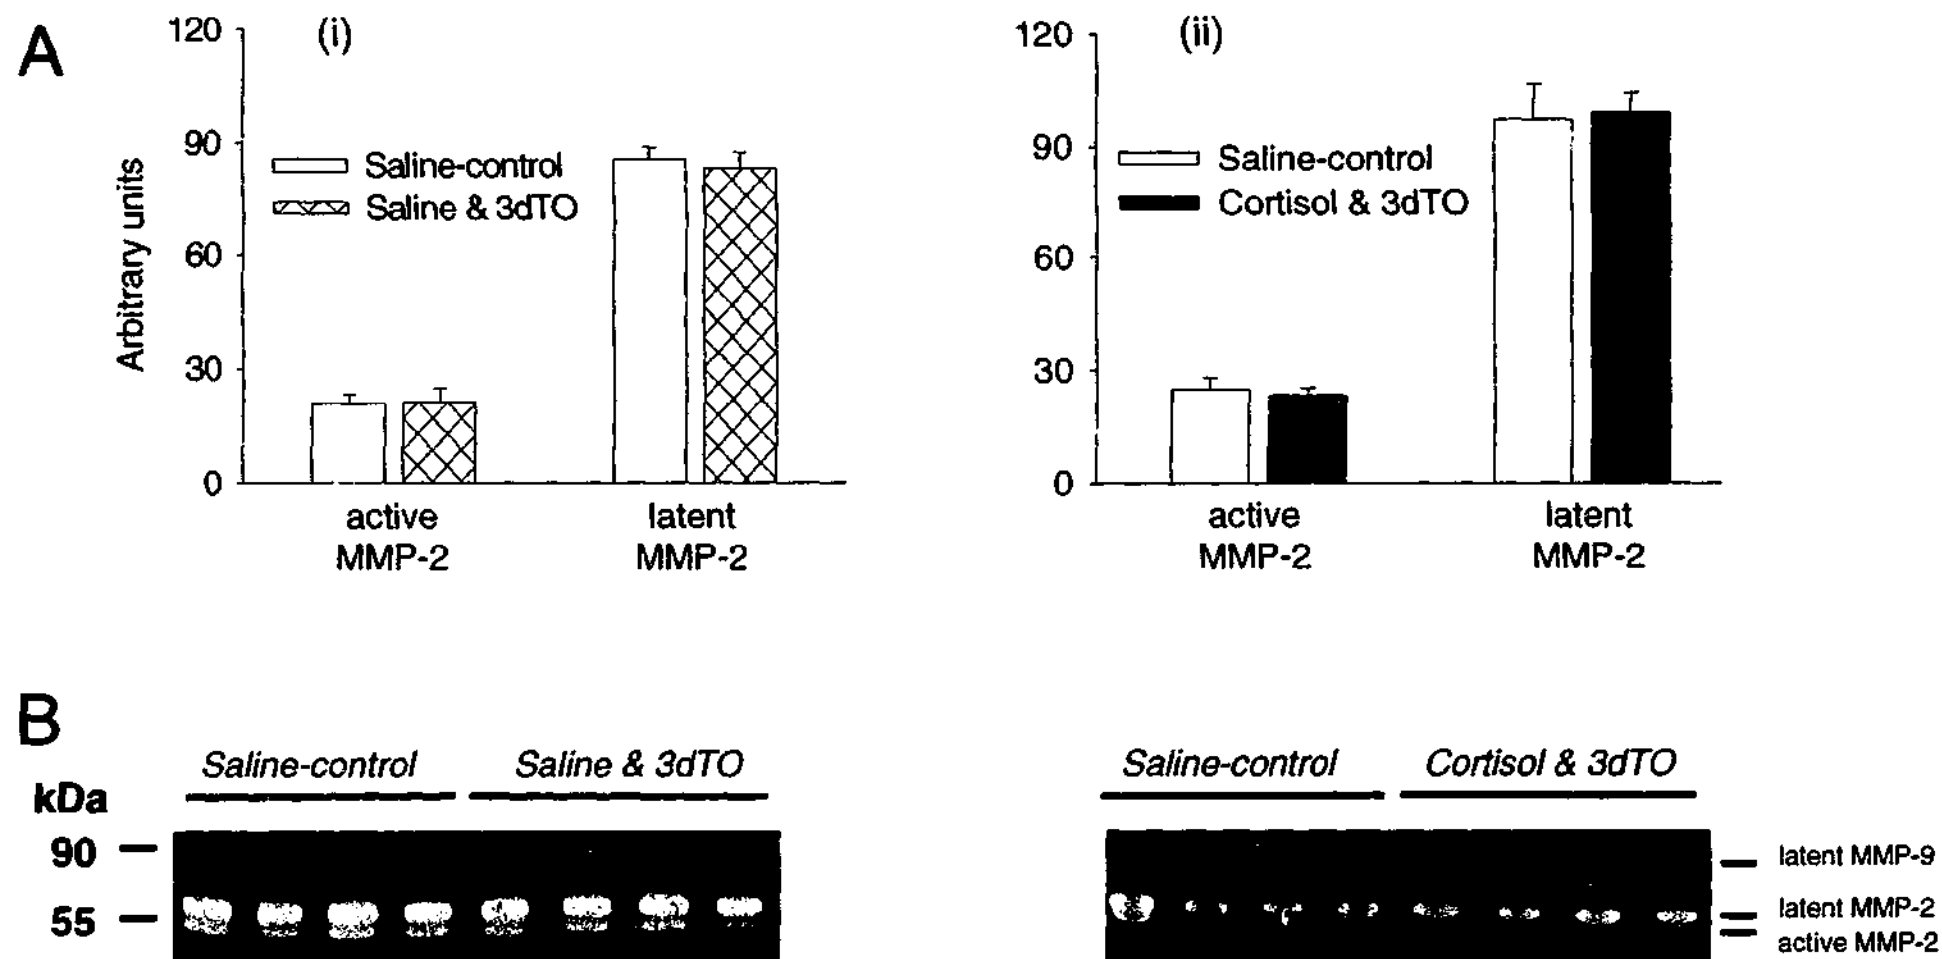 A
(i)
120
90
60
30
0
Arbitrary units
Saline-control
Saline & 3dTO
active
MMP-2
latent
MMP-2
(ii)
120
90
60
30
0
Saline-control
Cortisol & 3dTO
active
MMP-2
latent
MMP-2
B
kDa
90
55
Saline-control
Saline & 3dTO
Saline-control
Cortisol & 3dTO
latent MMP-9
latent MMP-2
active MMP-2